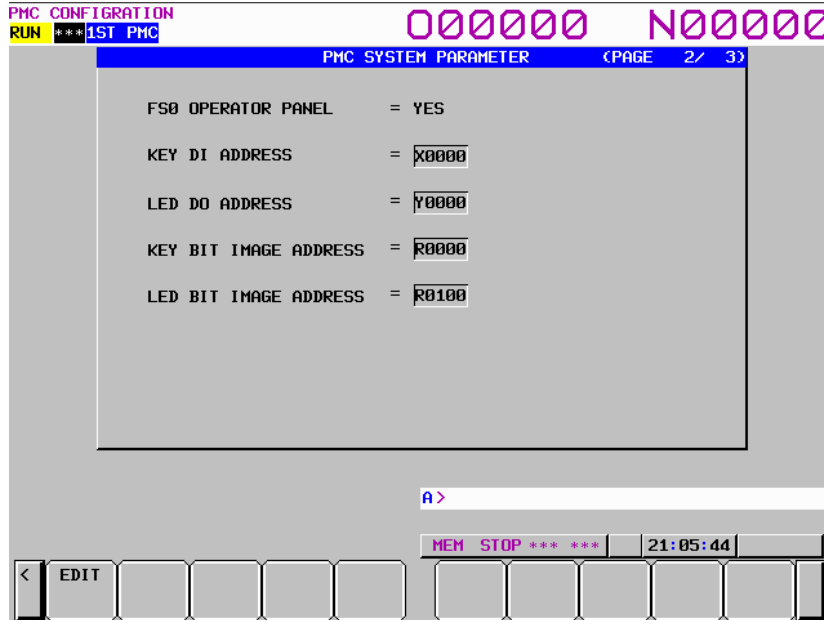 PMC CONFIGRATION
O00000 N00000
RUN ***1ST PMC
PMC SYSTEM PARAMETER (PAGE 2/ 3)
FS0 OPERATOR PANEL = YES
KEY DI ADDRESS = X0000
LED DO ADDRESS = Y0000
KEY BIT IMAGE ADDRESS = R0000
LED BIT IMAGE ADDRESS = R0100
A>
MEM STOP *** *** 21:05:44
< EDIT